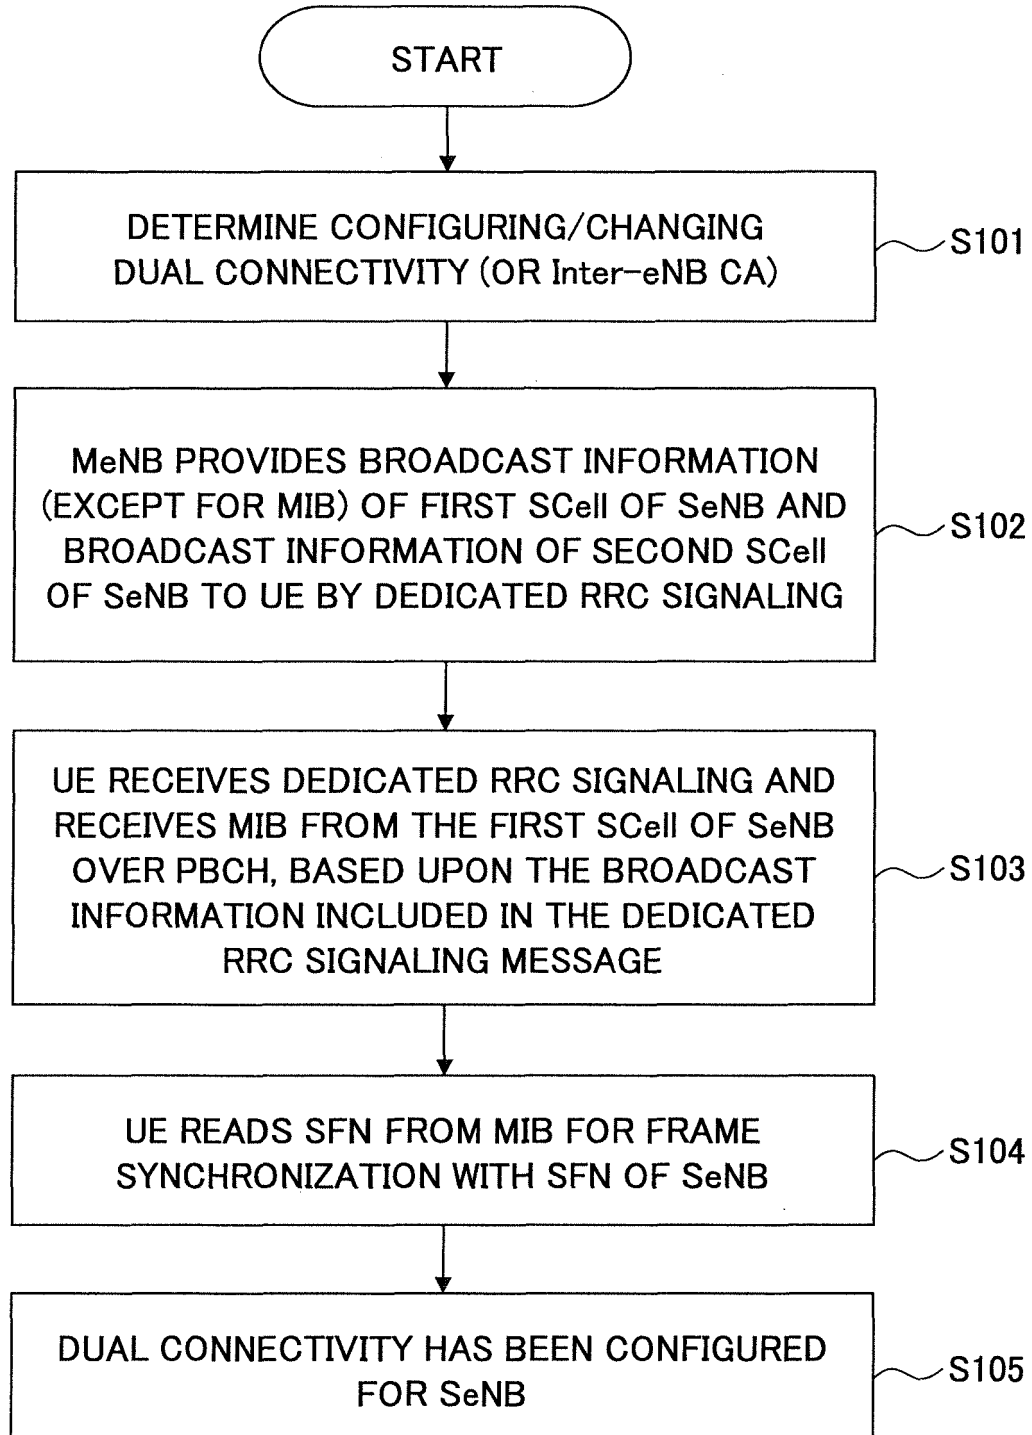 START
DETERMINE CONFIGURING/CHANGING
DUAL CONNECTIVITY (OR Inter-eNB CA)
S101
MeNB PROVIDES BROADCAST INFORMATION
(EXCEPT FOR MIB) OF FIRST SCell OF SeNB AND
BROADCAST INFORMATION OF SECOND SCell
OF SeNB TO UE BY DEDICATED RRC SIGNALING
S102
UE RECEIVES DEDICATED RRC SIGNALING AND
RECEIVES MIB FROM THE FIRST SCell OF SeNB
OVER PBCH, BASED UPON THE BROADCAST
INFORMATION INCLUDED IN THE DEDICATED
RRC SIGNALING MESSAGE
S103
UE READS SFN FROM MIB FOR FRAME
SYNCHRONIZATION WITH SFN OF SeNB
S104
DUAL CONNECTIVITY HAS BEEN CONFIGURED
FOR SeNB
S105